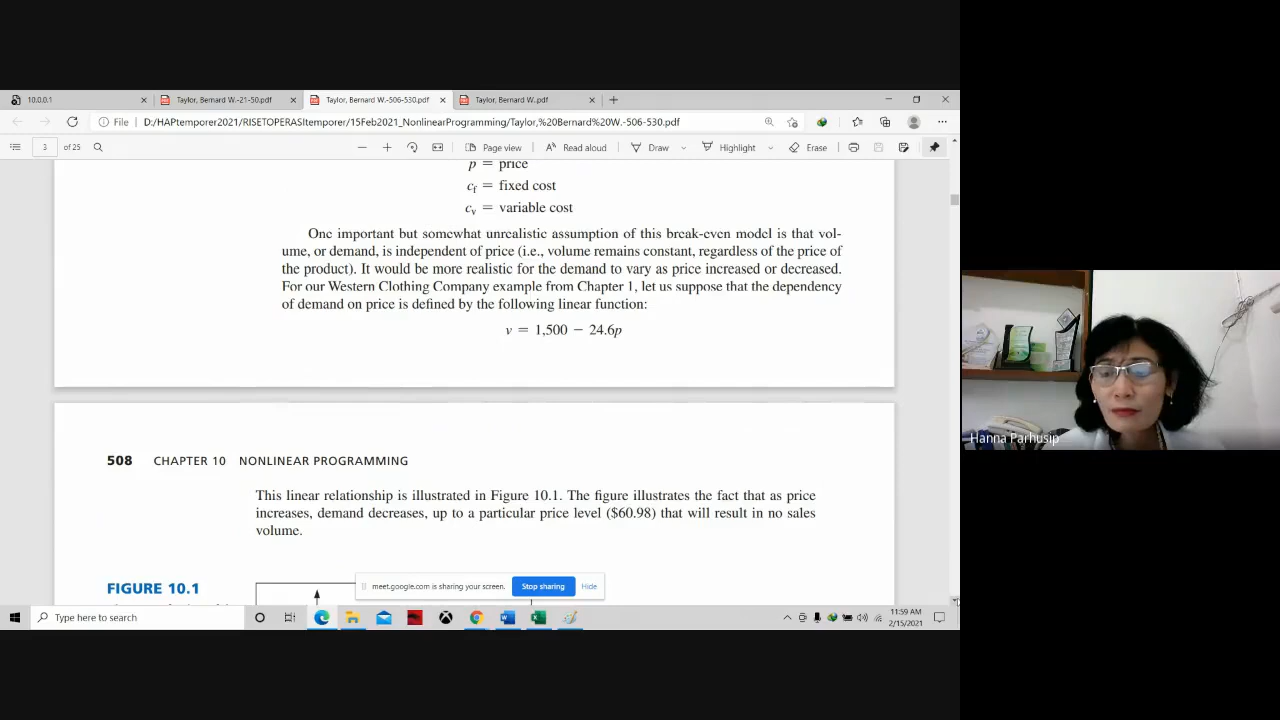 10.0.0.1
Taylor, Bernard W.-21-50.pdf
Taylor, Bernard W.-506-530.pdf
Taylor, Bernard W..pdf
File
D:/HAPtemporer2021/RISETOPERASItemporer/15Feb2021_NonlinearProgramming/Taylor,%20Bernard%20W.-506-530.pdf
3 of 25
Page view
Read aloud
Draw
Highlight
Erase
p = price
cf = fixed cost
cv = variable cost
One important but somewhat unrealistic assumption of this break-even model is that vol-
ume, or demand, is independent of price (i.e., volume remains constant, regardless of the price of
the product). It would be more realistic for the demand to vary as price increased or decreased.
For our Western Clothing Company example from Chapter 1, let us suppose that the dependency
of demand on price is defined by the following linear function:
v = 1,500 − 24.6p
508 CHAPTER 10 NONLINEAR PROGRAMMING
This linear relationship is illustrated in Figure 10.1. The figure illustrates the fact that as price
increases, demand decreases, up to a particular price level ($60.98) that will result in no sales
volume.
FIGURE 10.1
meet.google.com is sharing your screen.
Stop sharing
Hide
Type here to search
11:59 AM
2/15/2021
Hanna Parhusip